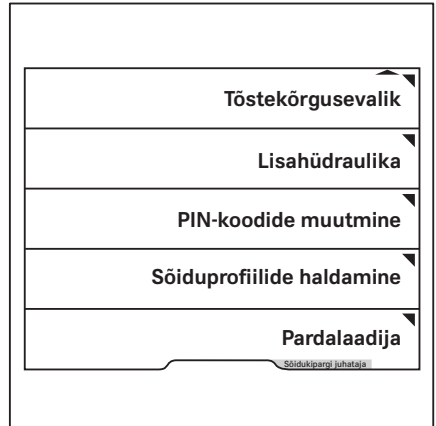 Tõstekõrgusevalik
Lisahüdraulika
PIN-koodide muutmine
Sõiduprofiilide haldamine
Pardalaadija
Sõidukipargi juhataja